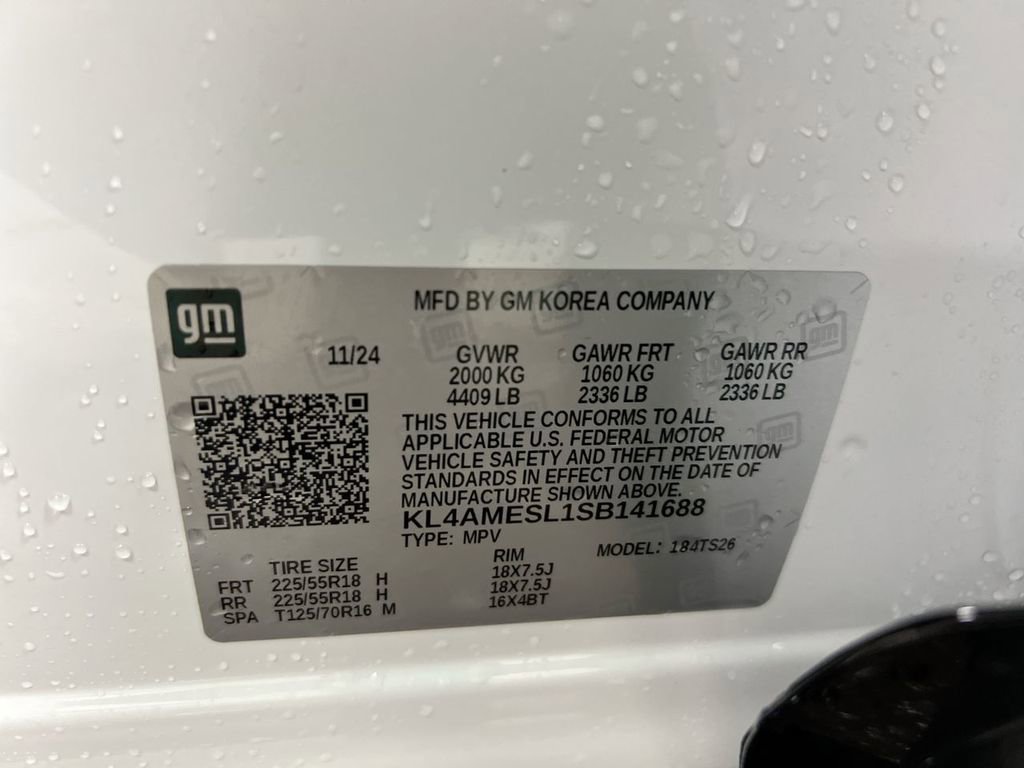 gm
MFD BY GM KOREA COMPANY
11/24 GVWR GAWR FRT GAWR RR
2000 KG 1060 KG 1060 KG
4409 LB 2336 LB 2336 LB
THIS VEHICLE CONFORMS TO ALL
APPLICABLE U.S. FEDERAL MOTOR
VEHICLE SAFETY AND THEFT PREVENTION
STANDARDS IN EFFECT ON THE DATE OF
MANUFACTURE SHOWN ABOVE.
KL4AMESL1SB141688
TYPE: MPV MODEL: 184TS26
TIRE SIZE RIM
FRT 225/55R18 H 18X7.5J
RR 225/55R18 H 18X7.5J
SPA T125/70R16 M 16X4BT